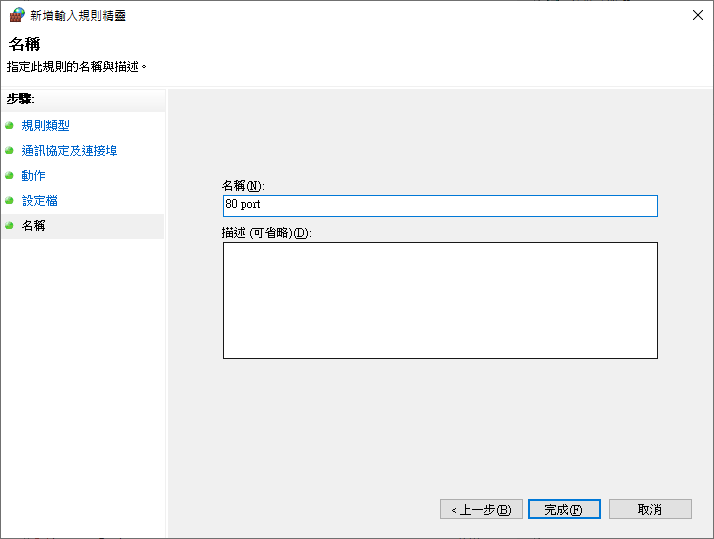 新增輸入規則精靈
名稱
指定此規則的名稱與描述。
步驟:
規則類型
通訊協定及連接埠
動作
設定檔
名稱
名稱(N):
80 port
描述 (可省略)(D):
< 上一步(B)
完成(F)
取消